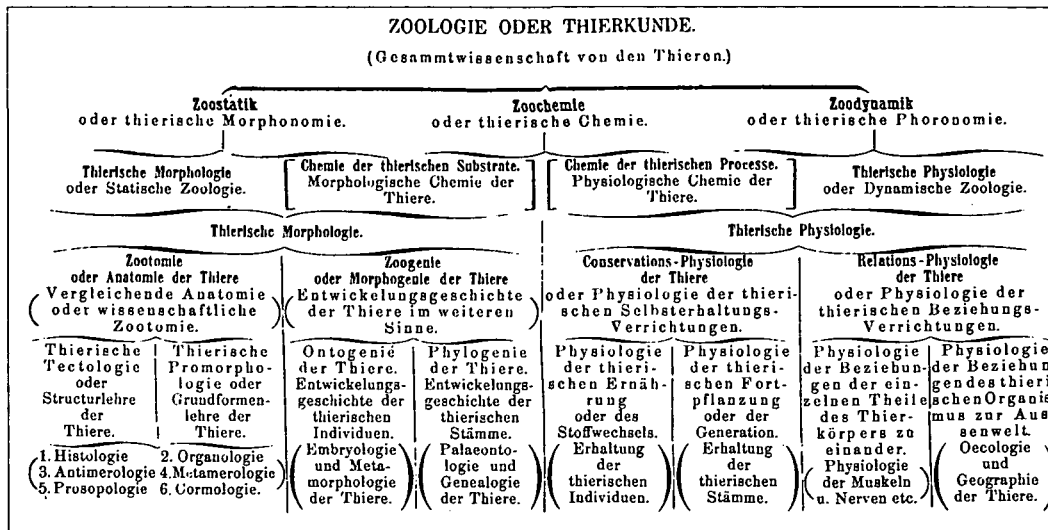 ZOOLOGIE ODER THIERKUNDE.
(Gesammtwissenschaft von den Thieren.)
Zoostatik
oder thierische Morphonomie.
Zoochemie
oder thierische Chemie.
Zoodynamik
oder thierische Phoronomie.
Thierische Morphologie
oder Statische Zoologie.
Chemie der thierischen Substrate.
Morphologische Chemie der
Thiere.
Chemie der thierischen Processe.
Physiologische Chemie der
Thiere.
Thierische Physiologie
oder Dynamische Zoologie.
Thierische Morphologie.
Thierische Physiologie.
Zootomie
oder Anatomie der Thiere
(Vergleichende Anatomie
oder wissenschaftliche
Zootomie.)
Zoogenie
oder Morphogenie der Thiere
(Entwickelungsgeschichte
der Thiere im weiteren
Sinne.)
Conservations-Physiologie
der Thiere
oder Physiologie der thieri-
schen Selbsterhaltungs-
Verrichtungen.
Relations-Physiologie
der Thiere
oder Physiologie der
thierischen Beziehungs-
Verrichtungen.
Thierische
Tectologie
oder
Structurlehre
der
Thiere.
Thierische
Promorpho-
logie oder
Grundformen-
lehre der
Thiere.
Ontogenie
der Thiere.
Entwickelungs-
geschichte der
thierischen
Individuen.
Phylogenie
der Thiere.
Entwickelungs-
geschichte der
thierischen
Stämme.
Physiologie
der thieri-
schen Ernäh-
rung
oder des
Stoffwechsels.
Physiologie
der thieri-
schen Fort-
pflanzung
oder der
Generation.
Physiologie
der Beziehun-
gen der ein-
zelnen Theile
des Thier-
körpers zu
einander.
Physiologie
der Beziehun
gen des thieri
schen Organis
mus zur Aus
senwelt.
1. Histologie 2. Organologie
3. Antimerologie 4. Metamerologie
5. Prosopologie 6. Cormologie.
(Embryologie
und Meta-
morphologie
der Thiere.)
(Palaeonto-
logie und
Genealogie
der Thiere.)
(Erhaltung
der
thierischen
Individuen.)
(Erhaltung
der
thierischen
Stämme.)
(Physiologie
der Muskeln
u. Nerven etc.)
(Oecologie
und
Geographie
der Thiere.)